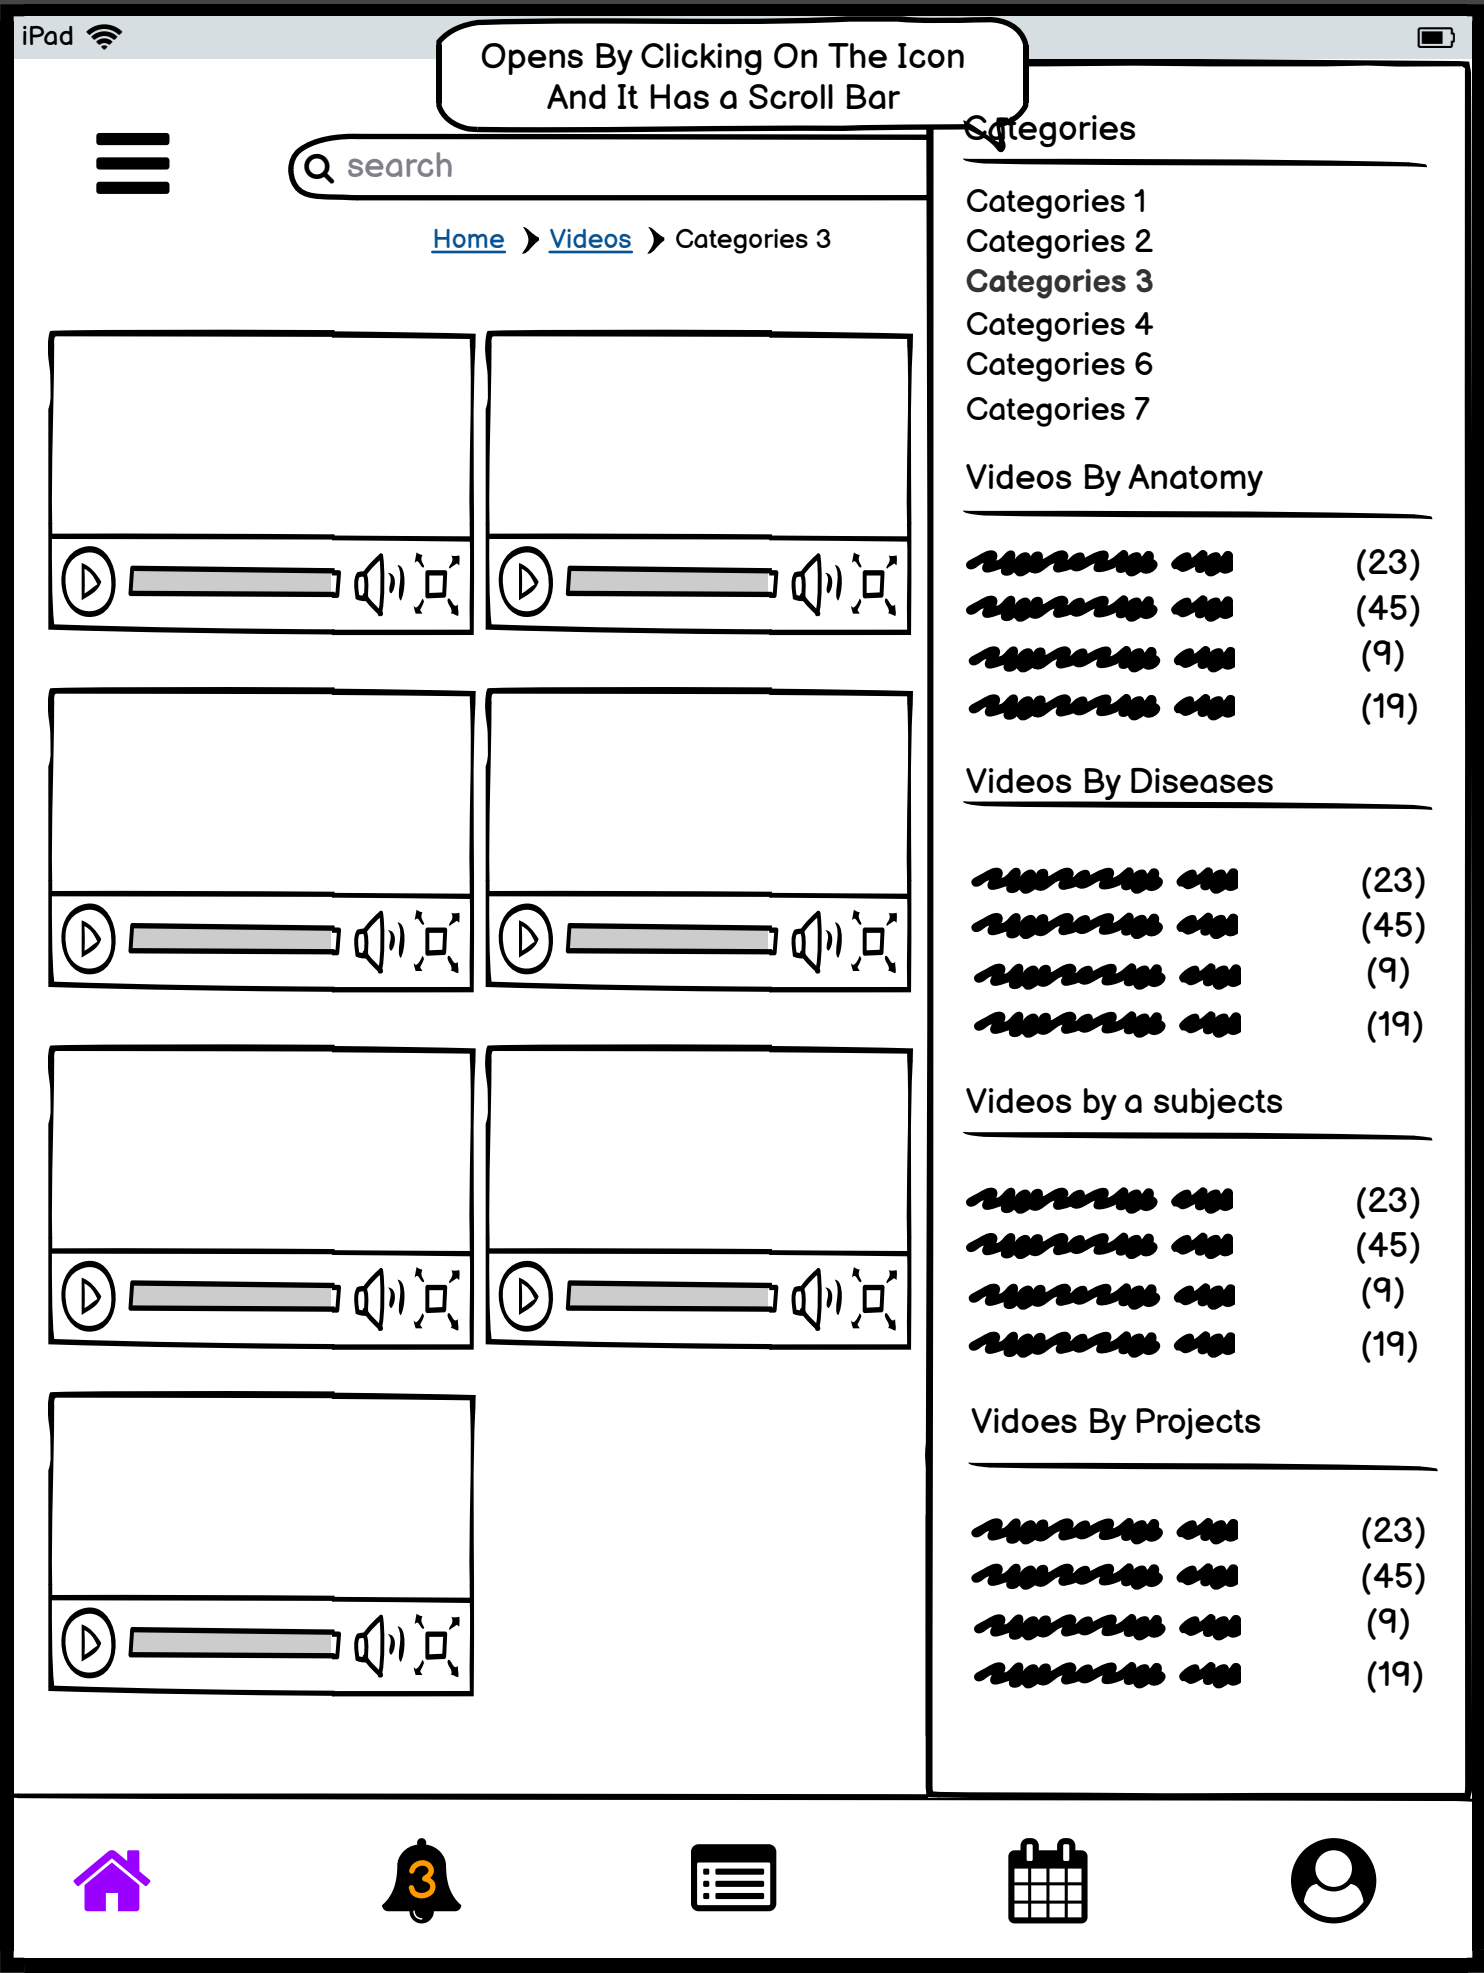 iPad
Opens By Clicking On The Icon
And It Has a Scroll Bar
search
Home Videos Categories 3
Categories
Categories 1
Categories 2
Categories 3
Categories 4
Categories 6
Categories 7
Videos By Anatomy
(23)
(45)
(9)
(19)
Videos By Diseases
(23)
(45)
(9)
(19)
Videos by a subjects
(23)
(45)
(9)
(19)
Vidoes By Projects
(23)
(45)
(9)
(19)
3